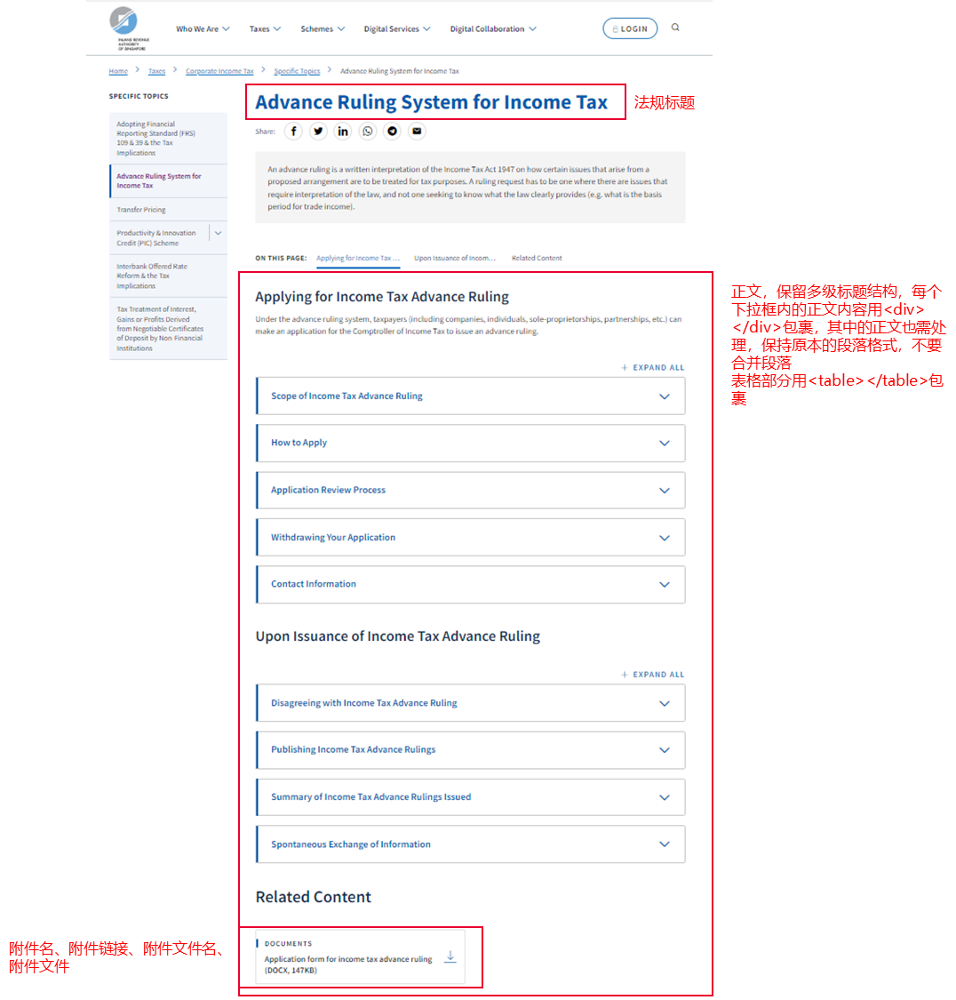 INLAND REVENUE
AUTHORITY
OF SINGAPORE
Who We Are
Taxes
Schemes
Digital Services
Digital Collaboration
LOGIN
Home
Taxes
Corporate Income Tax
Specific Topics
Advance Ruling System for Income Tax
SPECIFIC TOPICS
Adopting Financial
Reporting Standard (FRS)
109 & 39 & the Tax
Implications
Advance Ruling System for
Income Tax
Transfer Pricing
Productivity & Innovation
Credit (PIC) Scheme
Interbank Offered Rate
Reform & the Tax
Implications
Tax Treatment of Interest,
Gains or Profits Derived
from Negotiable Certificates
of Deposit by Non-Financial
Institutions
Advance Ruling System for Income Tax
法规标题
Share:
An advance ruling is a written interpretation of the Income Tax Act 1947 on how certain issues that arise from a
proposed arrangement are to be treated for tax purposes. A ruling request has to be one where there are issues that
require interpretation of the law, and not one seeking to know what the law clearly provides (e.g. what is the basis
period for trade income).
ON THIS PAGE:
Applying for Income Tax ...
Upon Issuance of Incom...
Related Content
Applying for Income Tax Advance Ruling
Under the advance ruling system, taxpayers (including companies, individuals, sole-proprietorships, partnerships, etc.) can
make an application for the Comptroller of Income Tax to issue an advance ruling.
+ EXPAND ALL
Scope of Income Tax Advance Ruling
How to Apply
Application Review Process
Withdrawing Your Application
Contact Information
正文，保留多级标题结构，每个
下拉框内的正文内容用<div>
</div>包裹，其中的正文也需处
理，保持原本的段落格式，不要
合并段落
表格部分用<table></table>包
裹
Upon Issuance of Income Tax Advance Ruling
+ EXPAND ALL
Disagreeing with Income Tax Advance Ruling
Publishing Income Tax Advance Rulings
Summary of Income Tax Advance Rulings Issued
Spontaneous Exchange of Information
Related Content
DOCUMENTS
Application form for income tax advance ruling
(DOCX, 147KB)
附件名、附件链接、附件文件名、
附件文件